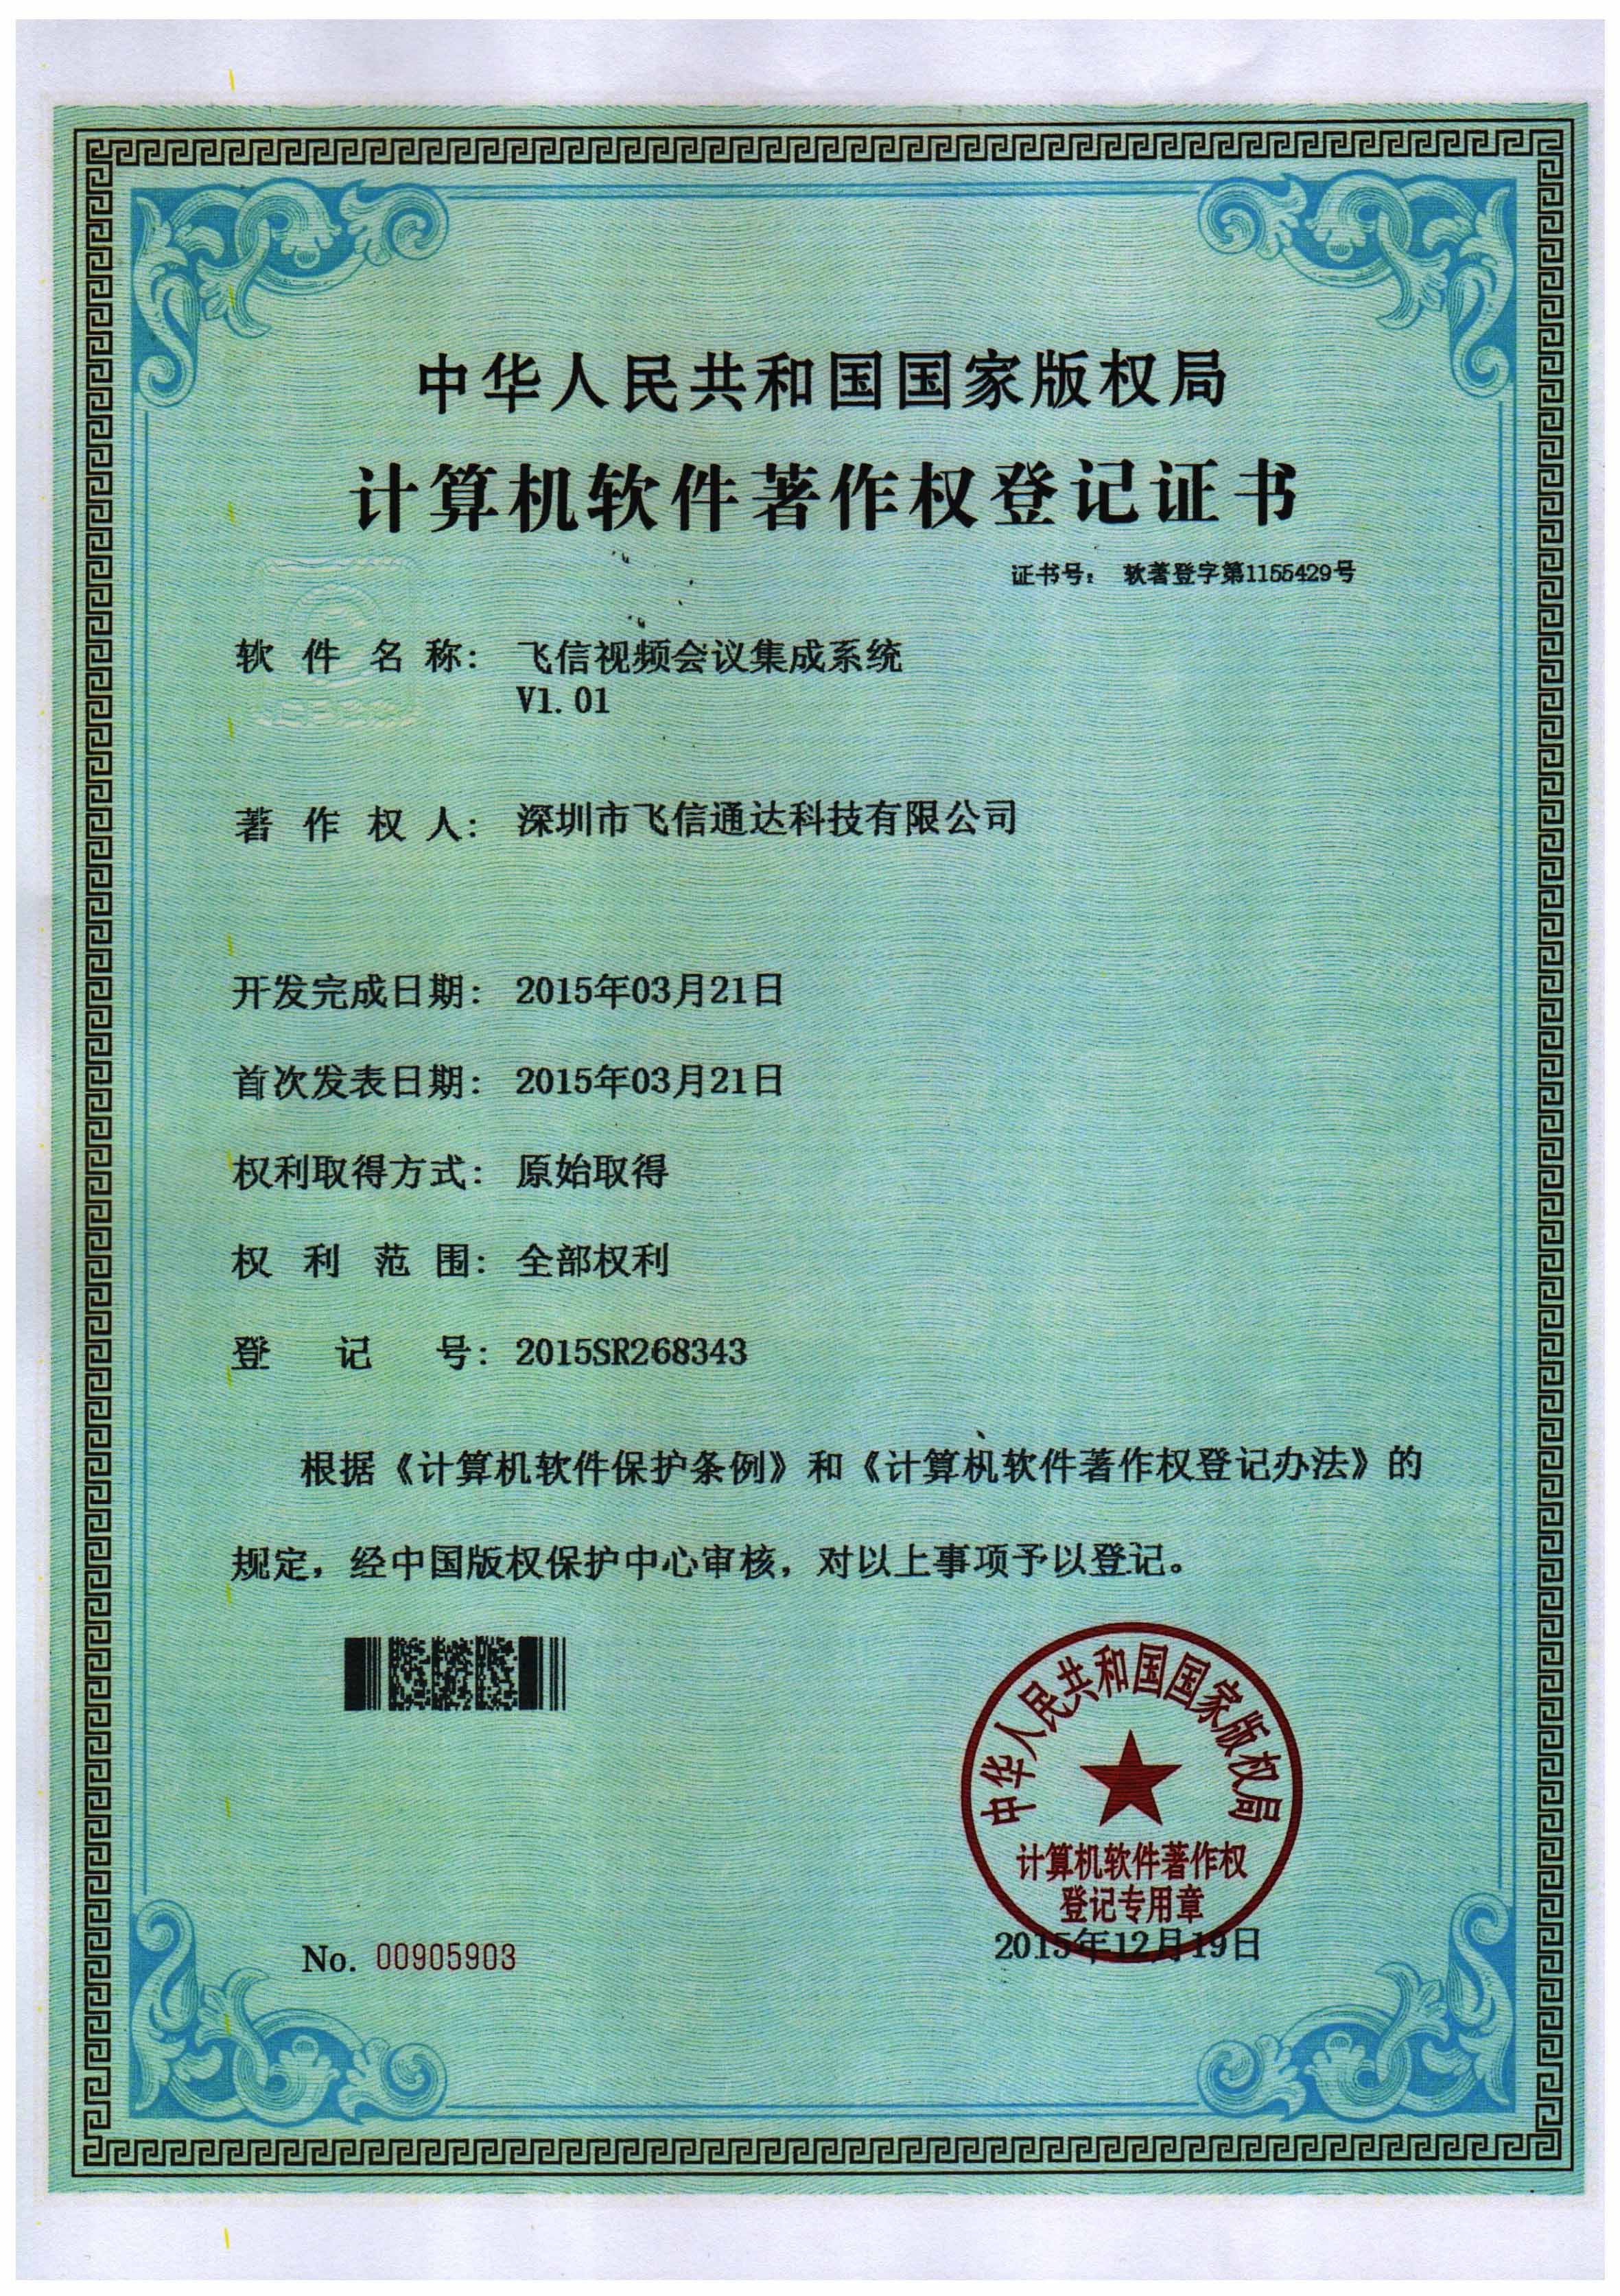 中华人民共和国国家版权局
计算机软件著作权登记证书
证书号： 软著登字第1155429号
软件名称： 飞信视频会议集成系统
V1.01
著作权人： 深圳市飞信通达科技有限公司
开发完成日期： 2015年03月21日
首次发表日期： 2015年03月21日
权利取得方式： 原始取得
权利范围： 全部权利
登记号： 2015SR268343
根据《计算机软件保护条例》和《计算机软件著作权登记办法》的
规定，经中国版权保护中心审核，对以上事项予以登记。
中华人民共和国国家版权局
计算机软件著作权
登记专用章
2015年12月19日
No. 00905903